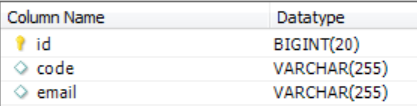 Column Name Datatype
id BIGINT(20)
code VARCHAR(255)
email VARCHAR(255)